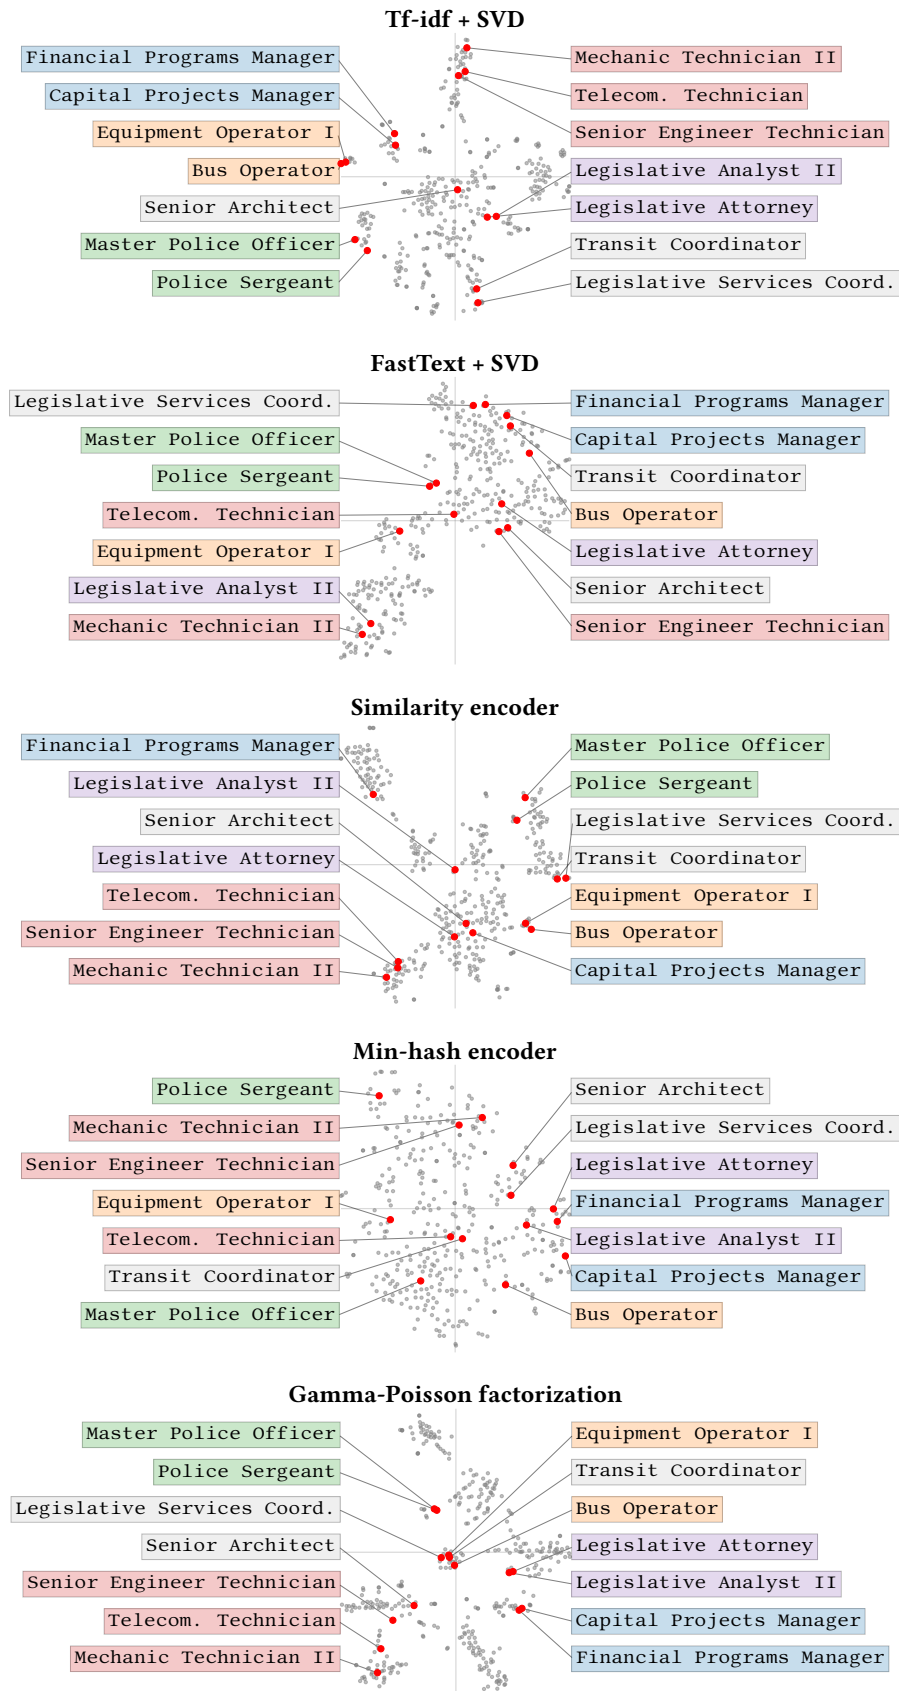 Tf-idf + SVD
Financial Programs Manager
Capital Projects Manager
Equipment Operator I
Bus Operator
Senior Architect
Master Police Officer
Police Sergeant
Mechanic Technician II
Telecom. Technician
Senior Engineer Technician
Legislative Analyst II
Legislative Attorney
Transit Coordinator
Legislative Services Coord.
FastText + SVD
Legislative Services Coord.
Master Police Officer
Police Sergeant
Telecom. Technician
Equipment Operator I
Legislative Analyst II
Mechanic Technician II
Financial Programs Manager
Capital Projects Manager
Transit Coordinator
Bus Operator
Legislative Attorney
Senior Architect
Senior Engineer Technician
Similarity encoder
Financial Programs Manager
Legislative Analyst II
Senior Architect
Legislative Attorney
Telecom. Technician
Senior Engineer Technician
Mechanic Technician II
Master Police Officer
Police Sergeant
Legislative Services Coord.
Transit Coordinator
Equipment Operator I
Bus Operator
Capital Projects Manager
Min-hash encoder
Police Sergeant
Mechanic Technician II
Senior Engineer Technician
Equipment Operator I
Telecom. Technician
Transit Coordinator
Master Police Officer
Senior Architect
Legislative Services Coord.
Legislative Attorney
Financial Programs Manager
Legislative Analyst II
Capital Projects Manager
Bus Operator
Gamma-Poisson factorization
Master Police Officer
Police Sergeant
Legislative Services Coord.
Senior Architect
Senior Engineer Technician
Telecom. Technician
Mechanic Technician II
Equipment Operator I
Transit Coordinator
Bus Operator
Legislative Attorney
Legislative Analyst II
Capital Projects Manager
Financial Programs Manager